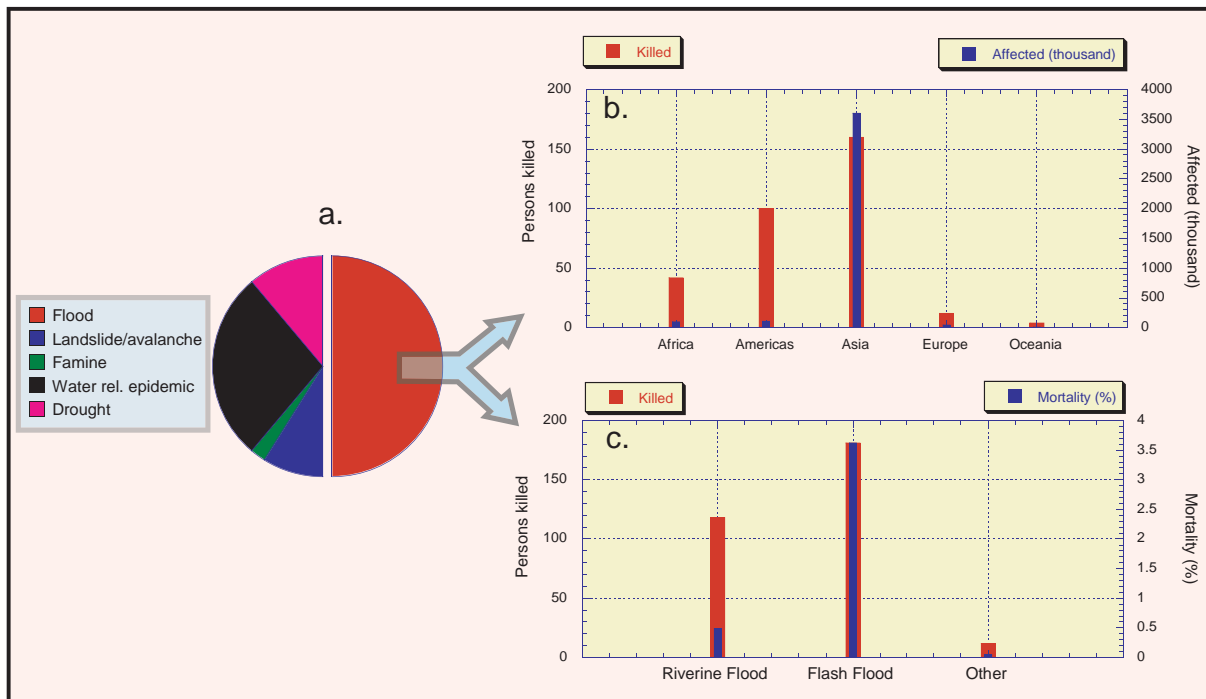 a.
Flood
Landslide/avalanche
Famine
Water rel. epidemic
Drought
Killed
Affected (thousand)
b.
Persons killed
200
150
100
50
0
4000
3500
3000
2500
2000
1500
1000
500
0
Affected (thousand)
Africa
Americas
Asia
Europe
Oceania
Killed
Mortality (%)
c.
Persons killed
200
150
100
50
0
4
3.5
3
2.5
2
1.5
1
0.5
0
Mortality (%)
Riverine Flood
Flash Flood
Other